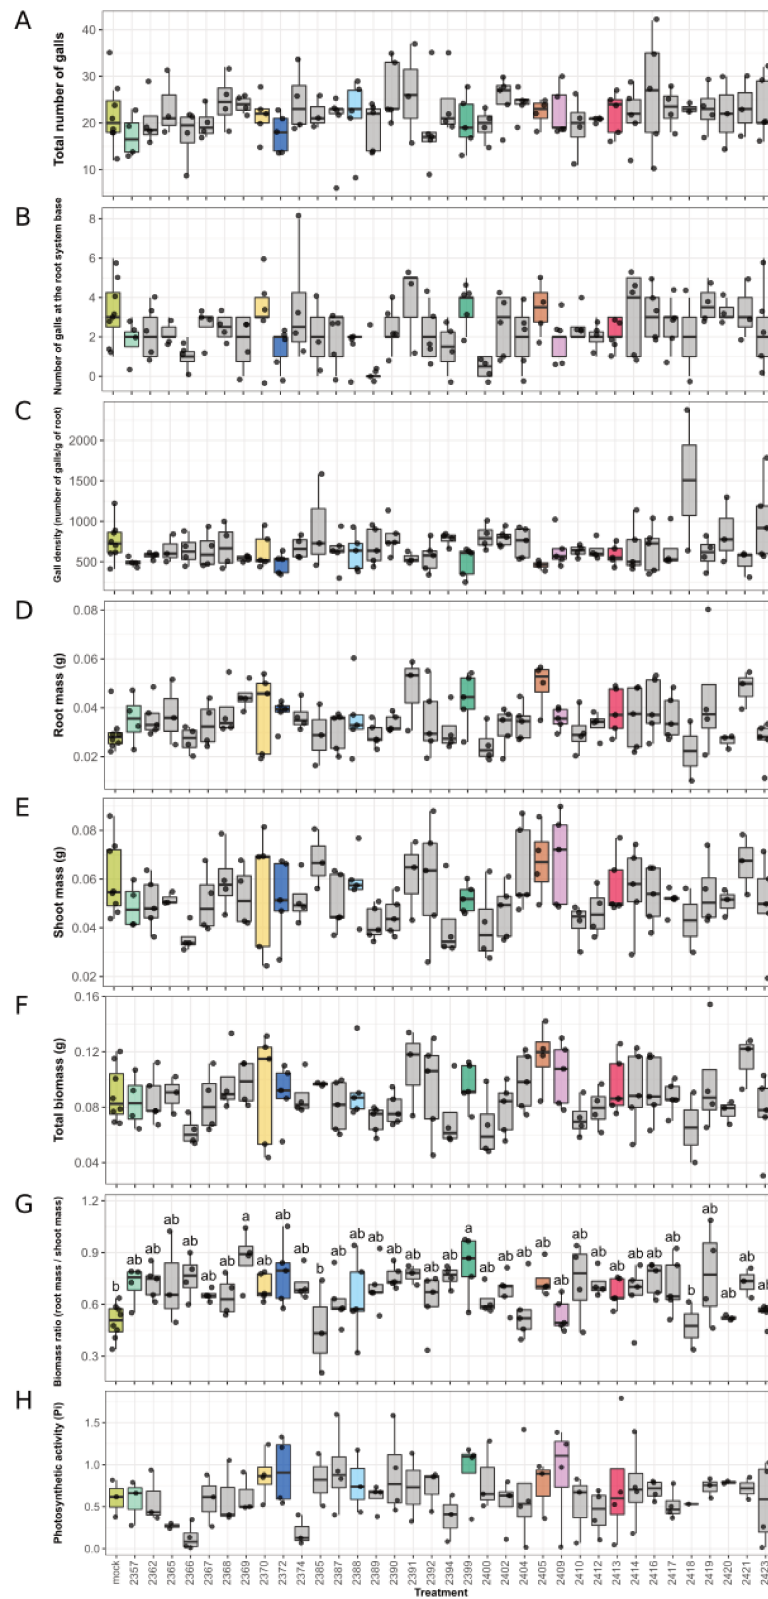 A
Total number of galls
40
30
20
10
B
Number of galls at the root system base
8
6
4
2
0
C
Gall density (number of galls/g of root)
2000
1500
1000
500
D
Root mass (g)
0.08
0.06
0.04
0.02
E
Shoot mass (g)
0.08
0.06
0.04
0.02
F
Total biomass (g)
0.16
0.12
0.08
0.04
G
Biomass ratio (root mass / shoot mass)
1.2
0.9
0.6
0.3
b ab ab ab ab ab ab a ab ab ab b ab ab ab ab ab ab ab a ab ab ab ab ab ab ab ab ab ab ab b ab ab ab ab
H
Photosynthetic activity (Pi)
1.5
1.0
0.5
0.0
mock 2357 2362 2365 2366 2367 2368 2369 2370 2372 2374 2385 2387 2388 2389 2390 2391 2392 2394 2399 2400 2402 2404 2405 2409 2410 2412 2413 2414 2416 2417 2418 2419 2420 2421 2423
Treatment